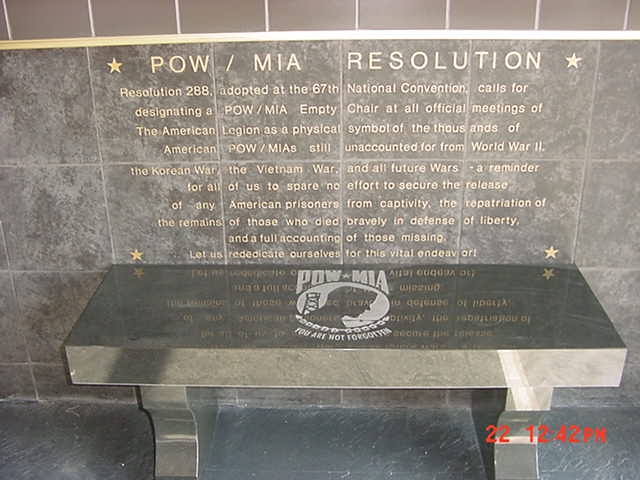 ★ POW / MIA RESOLUTION ★
Resolution 288, adopted at the 67th National Convention, calls for
designating a POW / MIA Empty Chair at all official meetings of
The American Legion as a physical symbol of the thous ands of
American POW / MIAs still unaccounted for from World War II,
the Korean War, the Vietnam War, and all future Wars - a reminder
for all of us to spare no effort to secure the release
of any American prisoners from captivity, the repatriation of
the remains of those who died bravely in defense of liberty,
and a full accounting of those missing.
Let us rededicate ourselves for this vital endeavor!
POW ★ MIA
YOU ARE NOT FORGOTTEN
22 12:42PM